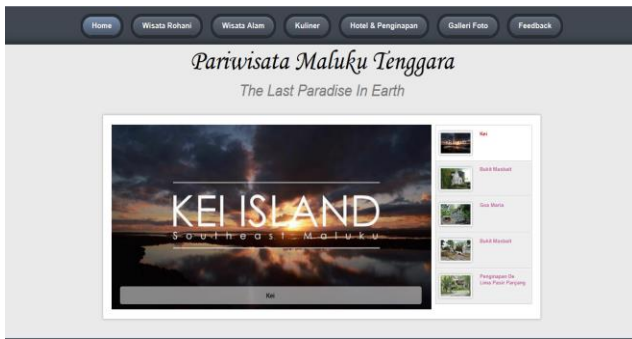 Home
Wisata Rohani
Wisata Alam
Kuliner
Hotel & Penginapan
Galleri Foto
Feedback
Pariwisata Maluku Tenggara
The Last Paradise In Earth
KEI ISLAND
Southeast Maluku
Kei
Kei
Bukit Masbait
Goa Maria
Bukit Masbait
Penginapan De
Lima Pasir Panjang